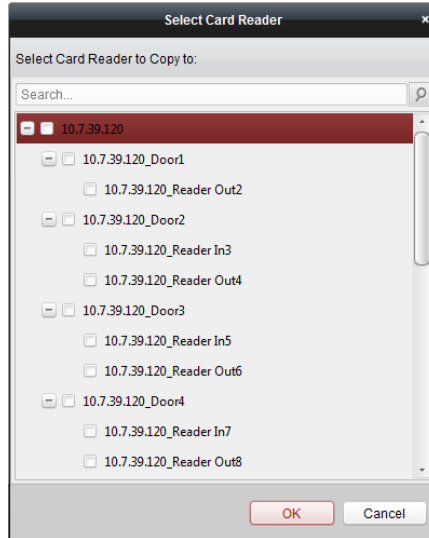 Select Card Reader ×
Select Card Reader to Copy to:
Search...
10.7.39.120
10.7.39.120_Door1
10.7.39.120_Reader Out2
10.7.39.120_Door2
10.7.39.120_Reader In3
10.7.39.120_Reader Out4
10.7.39.120_Door3
10.7.39.120_Reader In5
10.7.39.120_Reader Out6
10.7.39.120_Door4
10.7.39.120_Reader In7
10.7.39.120_Reader Out8
OK Cancel